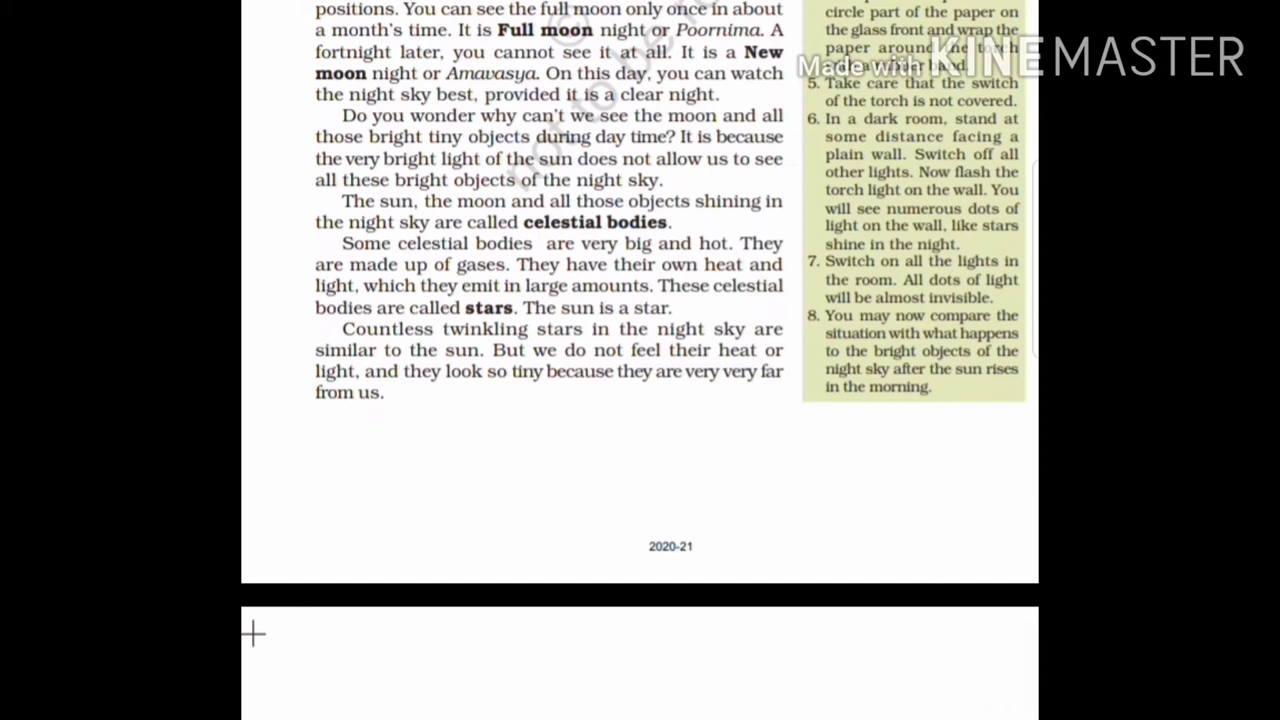 positions. You can see the full moon only once in about
a month's time. It is Full moon night or Poornima. A
fortnight later, you cannot see it at all. It is a New
moon night or Amavasya. On this day, you can watch
the night sky best, provided it is a clear night.
Do you wonder why can't we see the moon and all
those bright tiny objects during day time? It is because
the very bright light of the sun does not allow us to see
all these bright objects of the night sky.
The sun, the moon and all those objects shining in
the night sky are called celestial bodies.
Some celestial bodies are very big and hot. They
are made up of gases. They have their own heat and
light, which they emit in large amounts. These celestial
bodies are called stars. The sun is a star.
Countless twinkling stars in the night sky are
similar to the sun. But we do not feel their heat or
light, and they look so tiny because they are very very far
from us.
circle part of the paper on
the glass front and wrap the
paper around the torch
band.
5. Take care that the switch
of the torch is not covered.
6. In a dark room, stand at
some distance facing a
plain wall. Switch off all
other lights. Now flash the
torch light on the wall. You
will see numerous dots of
light on the wall, like stars
shine in the night.
7. Switch on all the lights in
the room. All dots of light
will be almost invisible.
8. You may now compare the
situation with what happens
to the bright objects of the
night sky after the sun rises
in the morning.
Made with KINEMASTER
©
not to be
2020-21